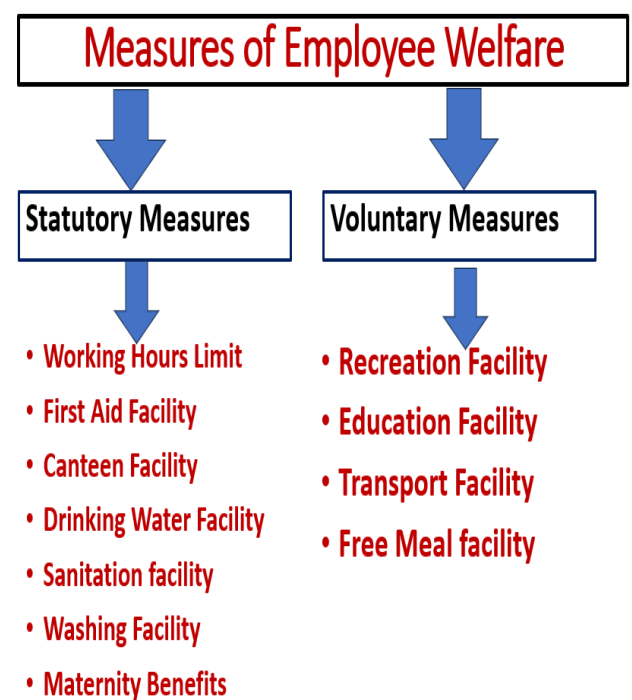 Measures of Employee Welfare
Statutory Measures
• Working Hours Limit
• First Aid Facility
• Canteen Facility
• Drinking Water Facility
• Sanitation facility
• Washing Facility
• Maternity Benefits
Voluntary Measures
• Recreation Facility
• Education Facility
• Transport Facility
• Free Meal facility